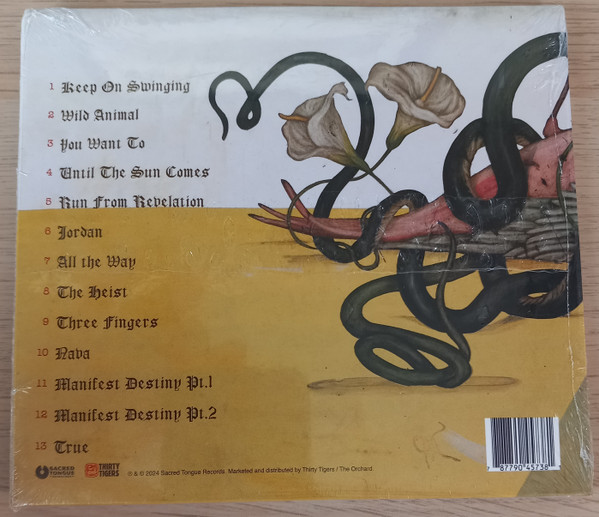 1 Keep On Swinging
2 Wild Animal
3 You Want To
4 Until The Sun Comes
5 Run From Revelation
6 Jordan
7 All the Way
8 The Heist
9 Three Fingers
10 Nava
11 Manifest Destiny Pt.1
12 Manifest Destiny Pt.2
13 True
SACRED
TONGUE
THIRTY
TIGERS
℗ & © 2024 Sacred Tongue Records. Marketed and distributed by Thirty Tigers / The Orchard.
7 87790 45738